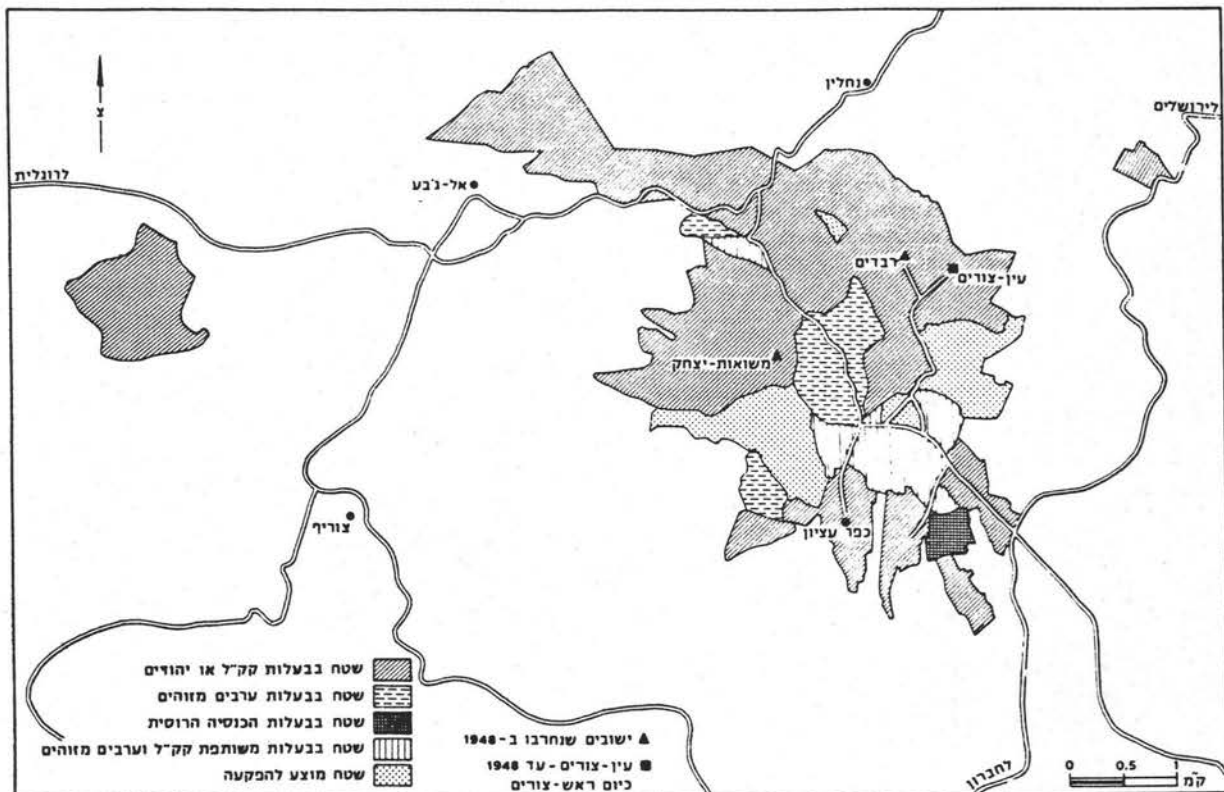 צ
נחלין
לירושלים
לרוגלית
אל-ג'בע
רבדים
עין-צורים
משואות-יצחק
צוריף
כפר עציון
שטח בבעלות קק"ל או יהודים
שטח בבעלות ערבים מזוהים
שטח בבעלות הכנסיה הרוסית
שטח בבעלות משותפת קק"ל וערבים מזוהים
שטח מוצע להפקעה
ישובים שנחרבו ב-1948
עין-צורים-עד 1948
כיום ראש-צורים
לחברון
0 0.5 1
ק"מ